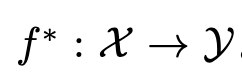 f* : 𝒳 → 𝒴.